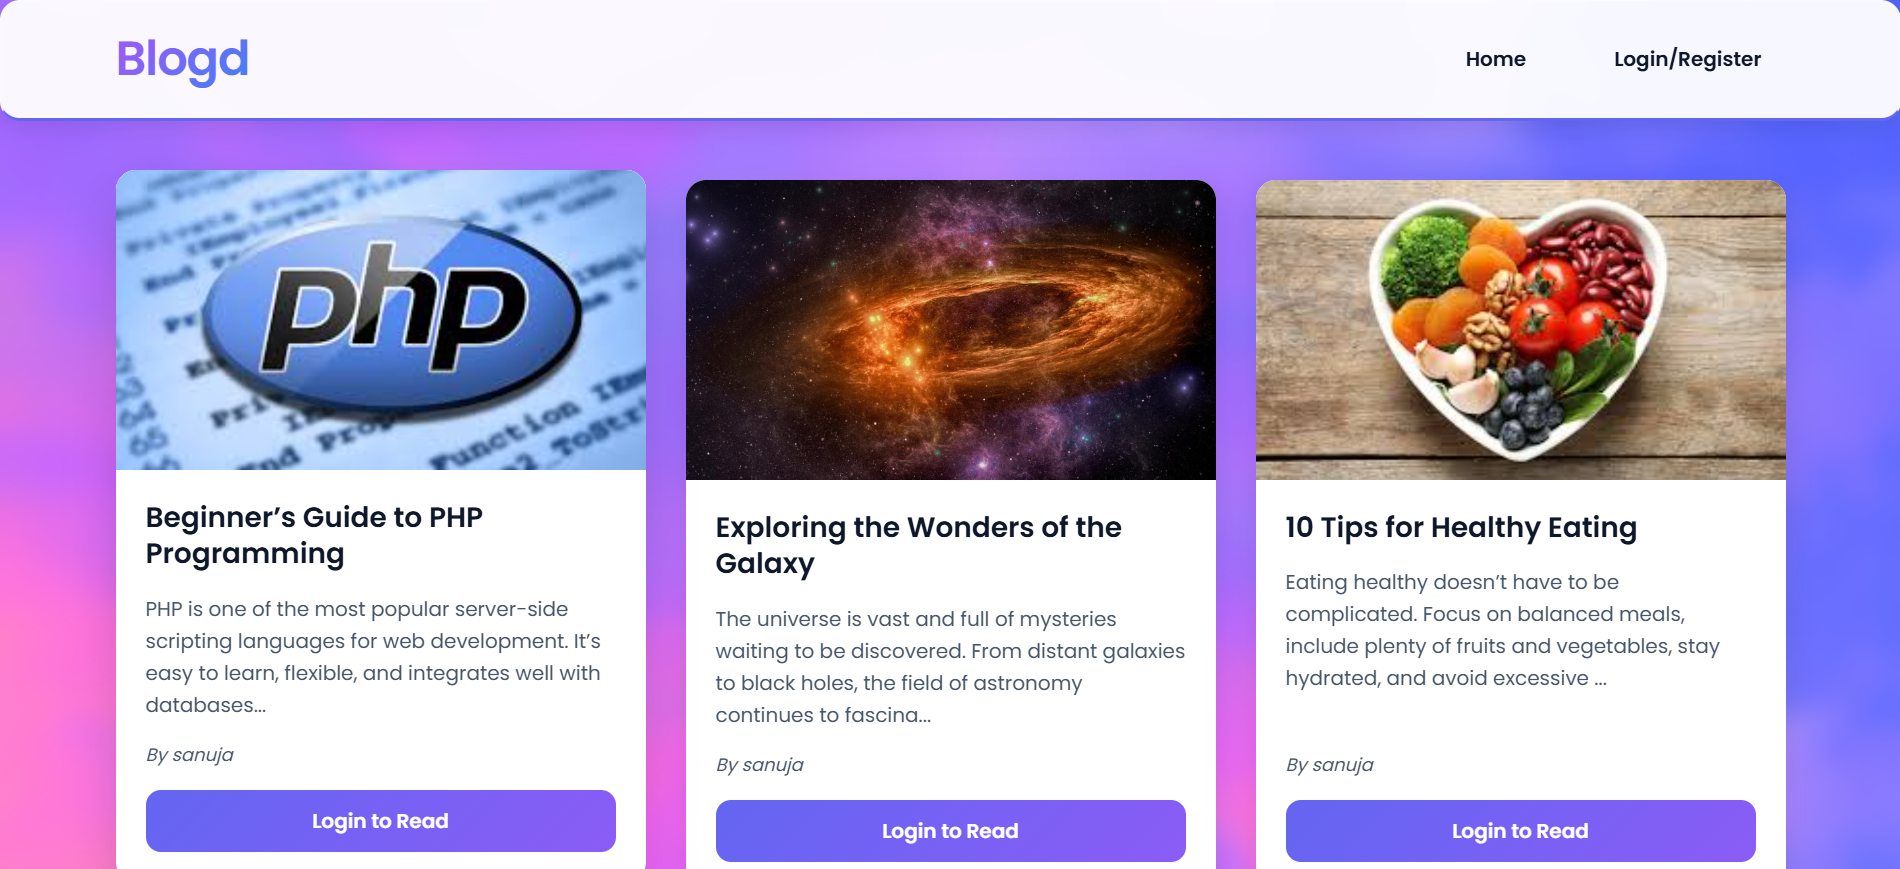 Blogd
Home
Login/Register
php
Private Property
End Prop
Function
Beginner’s Guide to PHP
Programming
PHP is one of the most popular server-side
scripting languages for web development. It’s
easy to learn, flexible, and integrates well with
databases...
By sanuja
Login to Read
Exploring the Wonders of the
Galaxy
The universe is vast and full of mysteries
waiting to be discovered. From distant galaxies
to black holes, the field of astronomy
continues to fascina...
By sanuja
Login to Read
10 Tips for Healthy Eating
Eating healthy doesn’t have to be
complicated. Focus on balanced meals,
include plenty of fruits and vegetables, stay
hydrated, and avoid excessive ...
By sanuja
Login to Read